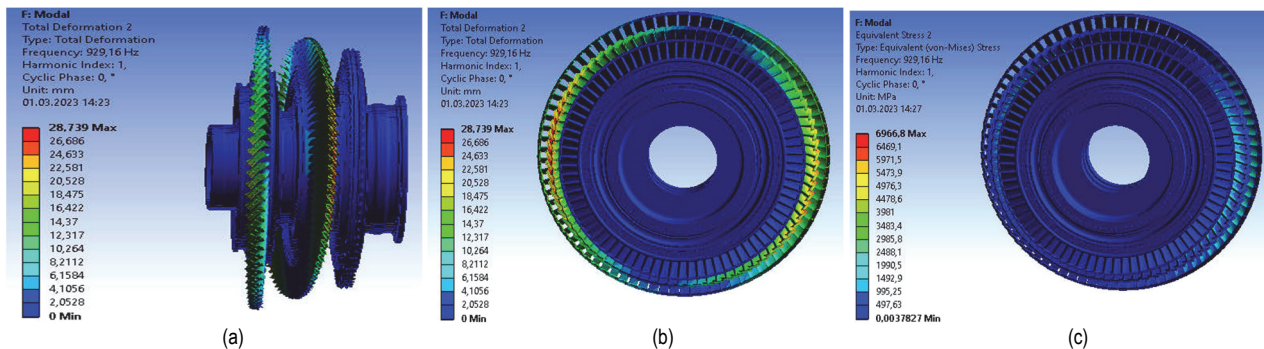 F: Modal
Total Deformation 2
Type: Total Deformation
Frequency: 929,16 Hz
Harmonic Index: 1,
Cyclic Phase: 0, °
Unit: mm
01.03.2023 14:23
28,739 Max
26,686
24,633
22,581
20,528
18,475
16,422
14,37
12,317
10,264
8,2112
6,1584
4,1056
2,0528
0 Min
(a)
F: Modal
Total Deformation 2
Type: Total Deformation
Frequency: 929,16 Hz
Harmonic Index: 1,
Cyclic Phase: 0, °
Unit: mm
01.03.2023 14:23
28,739 Max
26,686
24,633
22,581
20,528
18,475
16,422
14,37
12,317
10,264
8,2112
6,1584
4,1056
2,0528
0 Min
(b)
F: Modal
Equivalent Stress 2
Type: Equivalent (von-Mises) Stress
Frequency: 929,16 Hz
Harmonic Index: 1,
Cyclic Phase: 0, °
Unit: MPa
01.03.2023 14:27
6966,8 Max
6469,1
5971,5
5473,9
4976,3
4478,6
3981
3483,4
2985,8
2488,1
1990,5
1492,9
995,25
497,63
0,0037827 Min
(c)